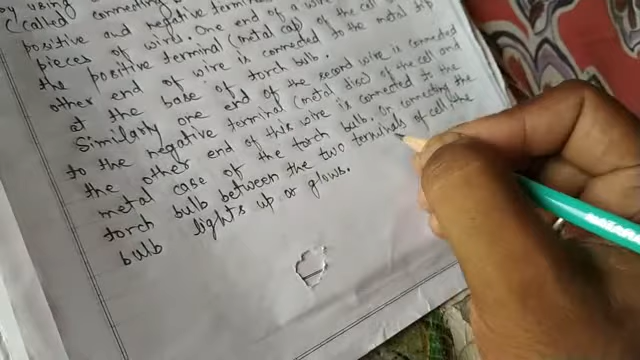 by using
(called connecting
positive and negative termin
pieces of wires. One end of a wire
the positive terminal (metal cap) of the cell
other end of wire is connected to the metal tip
at the base of torch bulb.
Similarly one end of the second wire is connected
to the negative terminal (metal disc) of the cell and
the other end of this wire is connected to the
metal case of the torch bulb. On connecting the
torch bulb between the two terminals of cell, the
bulb lights up or glows.